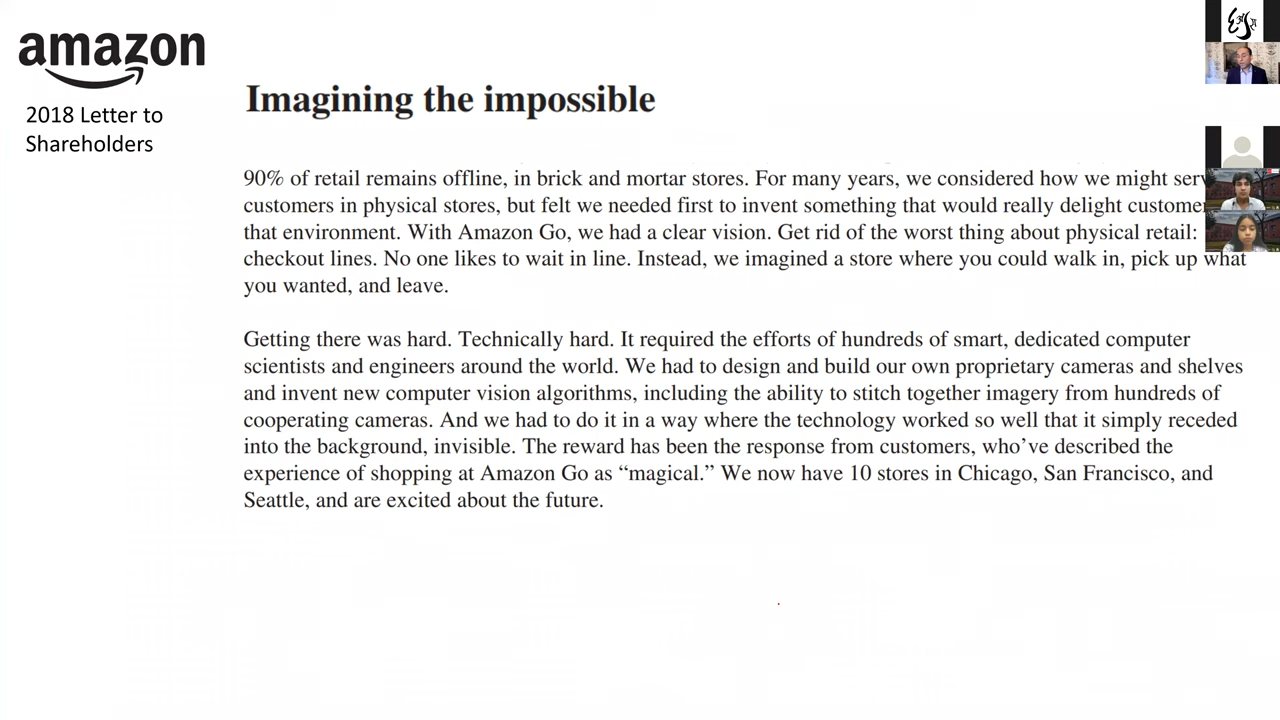 amazon
2018 Letter to
Shareholders
Imagining the impossible
90% of retail remains offline, in brick and mortar stores. For many years, we considered how we might serv
customers in physical stores, but felt we needed first to invent something that would really delight custome
that environment. With Amazon Go, we had a clear vision. Get rid of the worst thing about physical retail:
checkout lines. No one likes to wait in line. Instead, we imagined a store where you could walk in, pick up what
you wanted, and leave.
Getting there was hard. Technically hard. It required the efforts of hundreds of smart, dedicated computer
scientists and engineers around the world. We had to design and build our own proprietary cameras and shelves
and invent new computer vision algorithms, including the ability to stitch together imagery from hundreds of
cooperating cameras. And we had to do it in a way where the technology worked so well that it simply receded
into the background, invisible. The reward has been the response from customers, who’ve described the
experience of shopping at Amazon Go as “magical.” We now have 10 stores in Chicago, San Francisco, and
Seattle, and are excited about the future.